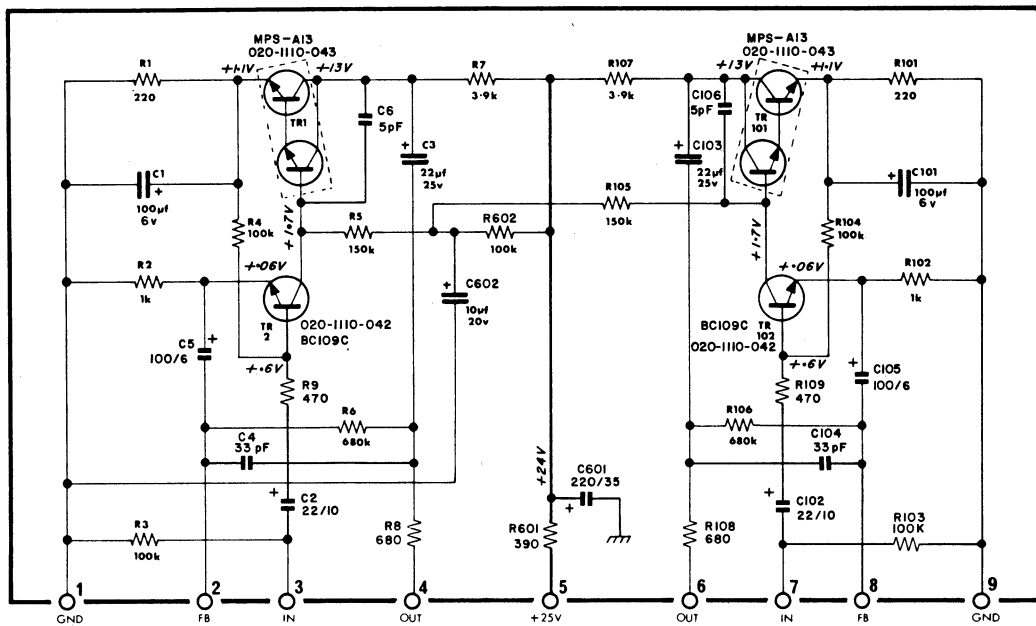 MPS-A13
020-1110-043
+1.1V
+13V
R1
220
TR1
C6
5pF
R7
3.9k
R107
3.9k
C3
22µf
25v
C1
100µf
6v
R4
100k
+1.7V
R5
150k
R602
100k
R2
1k
+.06V
TR
2
020-1110-042
BC109C
C602
10µf
20v
C5
100/6
+.6V
R9
470
R6
680k
C4
33pF
C2
22/10
R3
100k
R8
680
+24V
C601
220/35
R601
390
MPS-A13
020-1110-043
+13V
+1.1V
R101
220
C106
5pF
TR
101
C103
22µf
25v
R105
150k
C101
100µf
6v
R104
100k
+1.7V
+.06V
R102
1k
BC109C
TR
102
020-1110-042
+.6V
R109
470
C105
100/6
R106
680k
C104
33pF
C102
22/10
R103
100K
R108
680
1 2 3 4 5 6 7 8 9
GND FB IN OUT +25V OUT IN FB GND